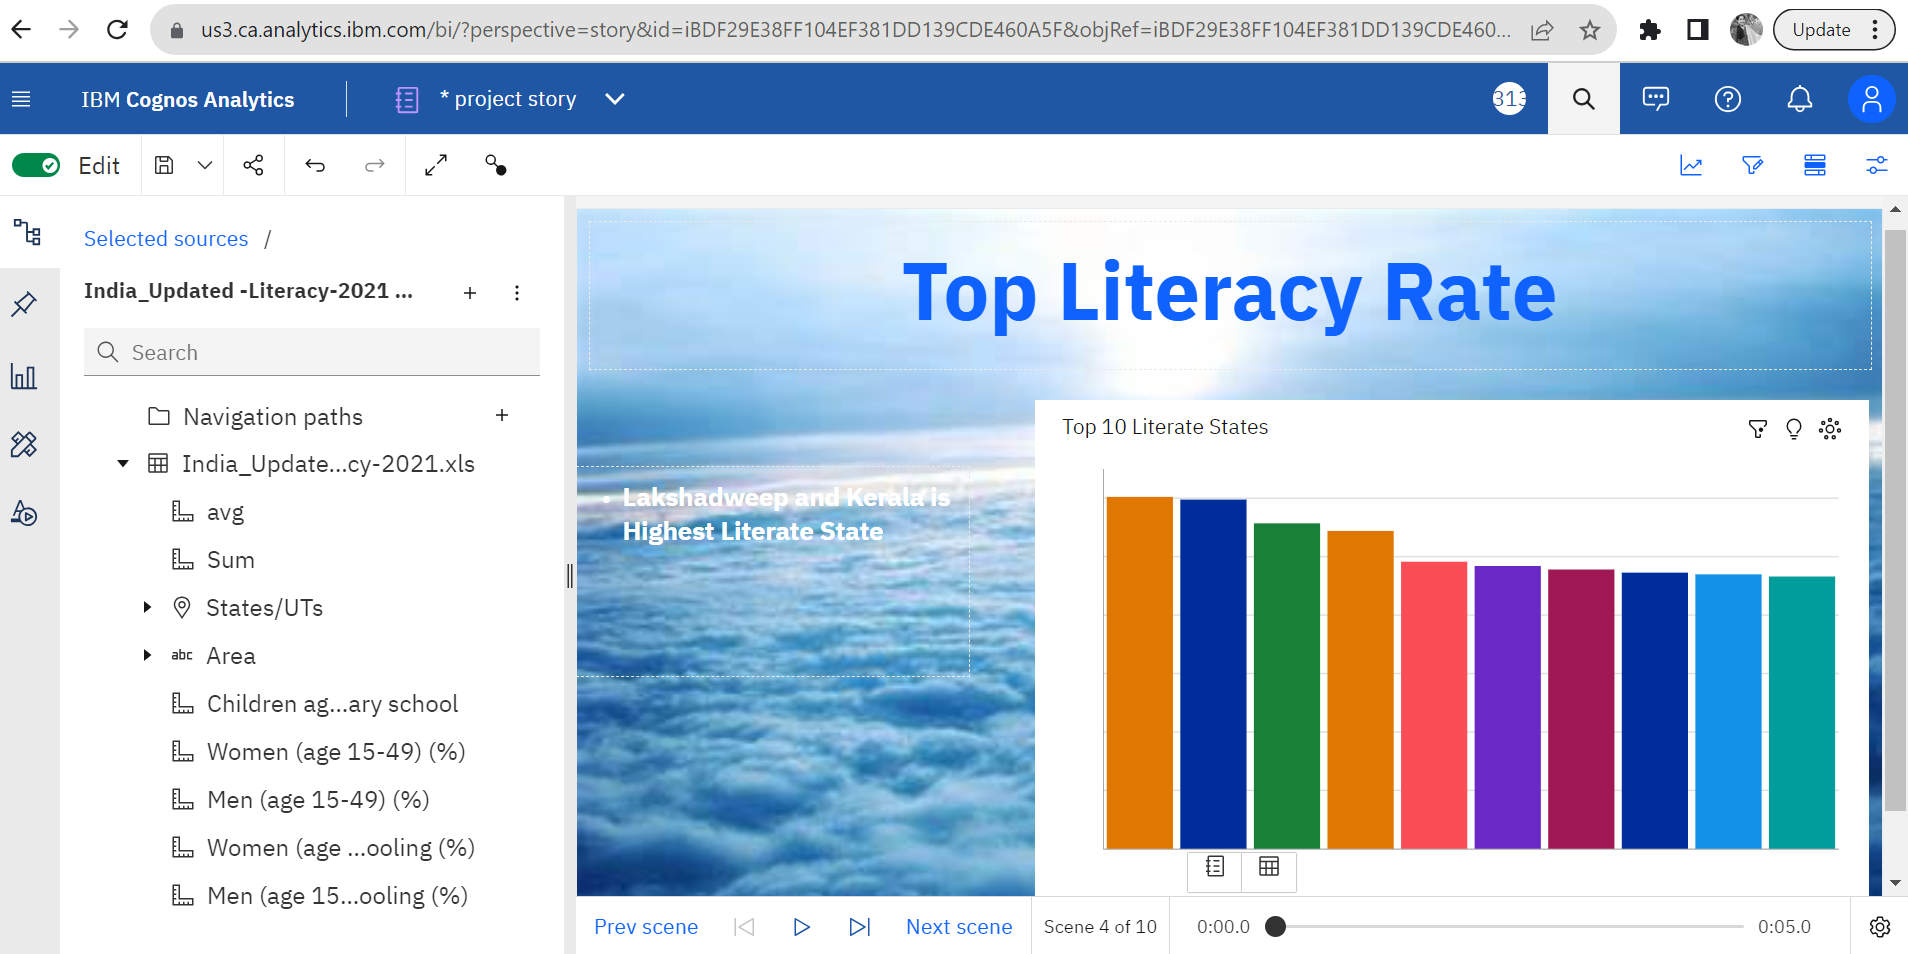 us3.ca.analytics.ibm.com/bi/?perspective=story&id=iBDF29E38FF104EF381DD139CDE460A5F&objRef=iBDF29E38FF104EF381DD139CDE460...
Update
IBM Cognos Analytics
* project story
313
Edit
Selected sources /
India_Updated -Literacy-2021 ...
Search
Navigation paths
India_Update...cy-2021.xls
avg
Sum
States/UTs
abc Area
Children ag...ary school
Women (age 15-49) (%)
Men (age 15-49) (%)
Women (age ...ooling (%)
Men (age 15...ooling (%)
Top Literacy Rate
• Lakshadweep and Kerala is
Highest Literate State
Top 10 Literate States
Prev scene
Next scene
Scene 4 of 10
0:00.0
0:05.0